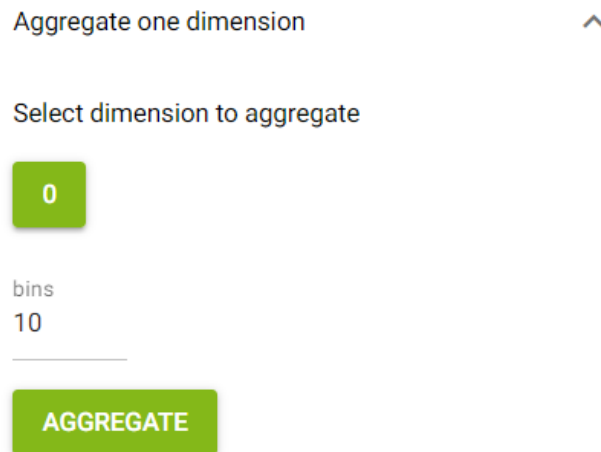 Aggregate one dimension
Select dimension to aggregate
0
bins
10
AGGREGATE